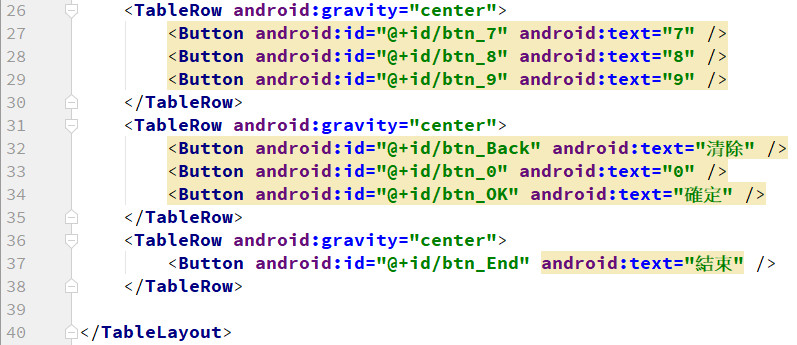 26 <TableRow android:gravity="center">
27 <Button android:id="@+id/btn_7" android:text="7" />
28 <Button android:id="@+id/btn_8" android:text="8" />
29 <Button android:id="@+id/btn_9" android:text="9" />
30 </TableRow>
31 <TableRow android:gravity="center">
32 <Button android:id="@+id/btn_Back" android:text="清除" />
33 <Button android:id="@+id/btn_0" android:text="0" />
34 <Button android:id="@+id/btn_OK" android:text="確定" />
35 </TableRow>
36 <TableRow android:gravity="center">
37 <Button android:id="@+id/btn_End" android:text="結束" />
38 </TableRow>
39
40 </TableLayout>